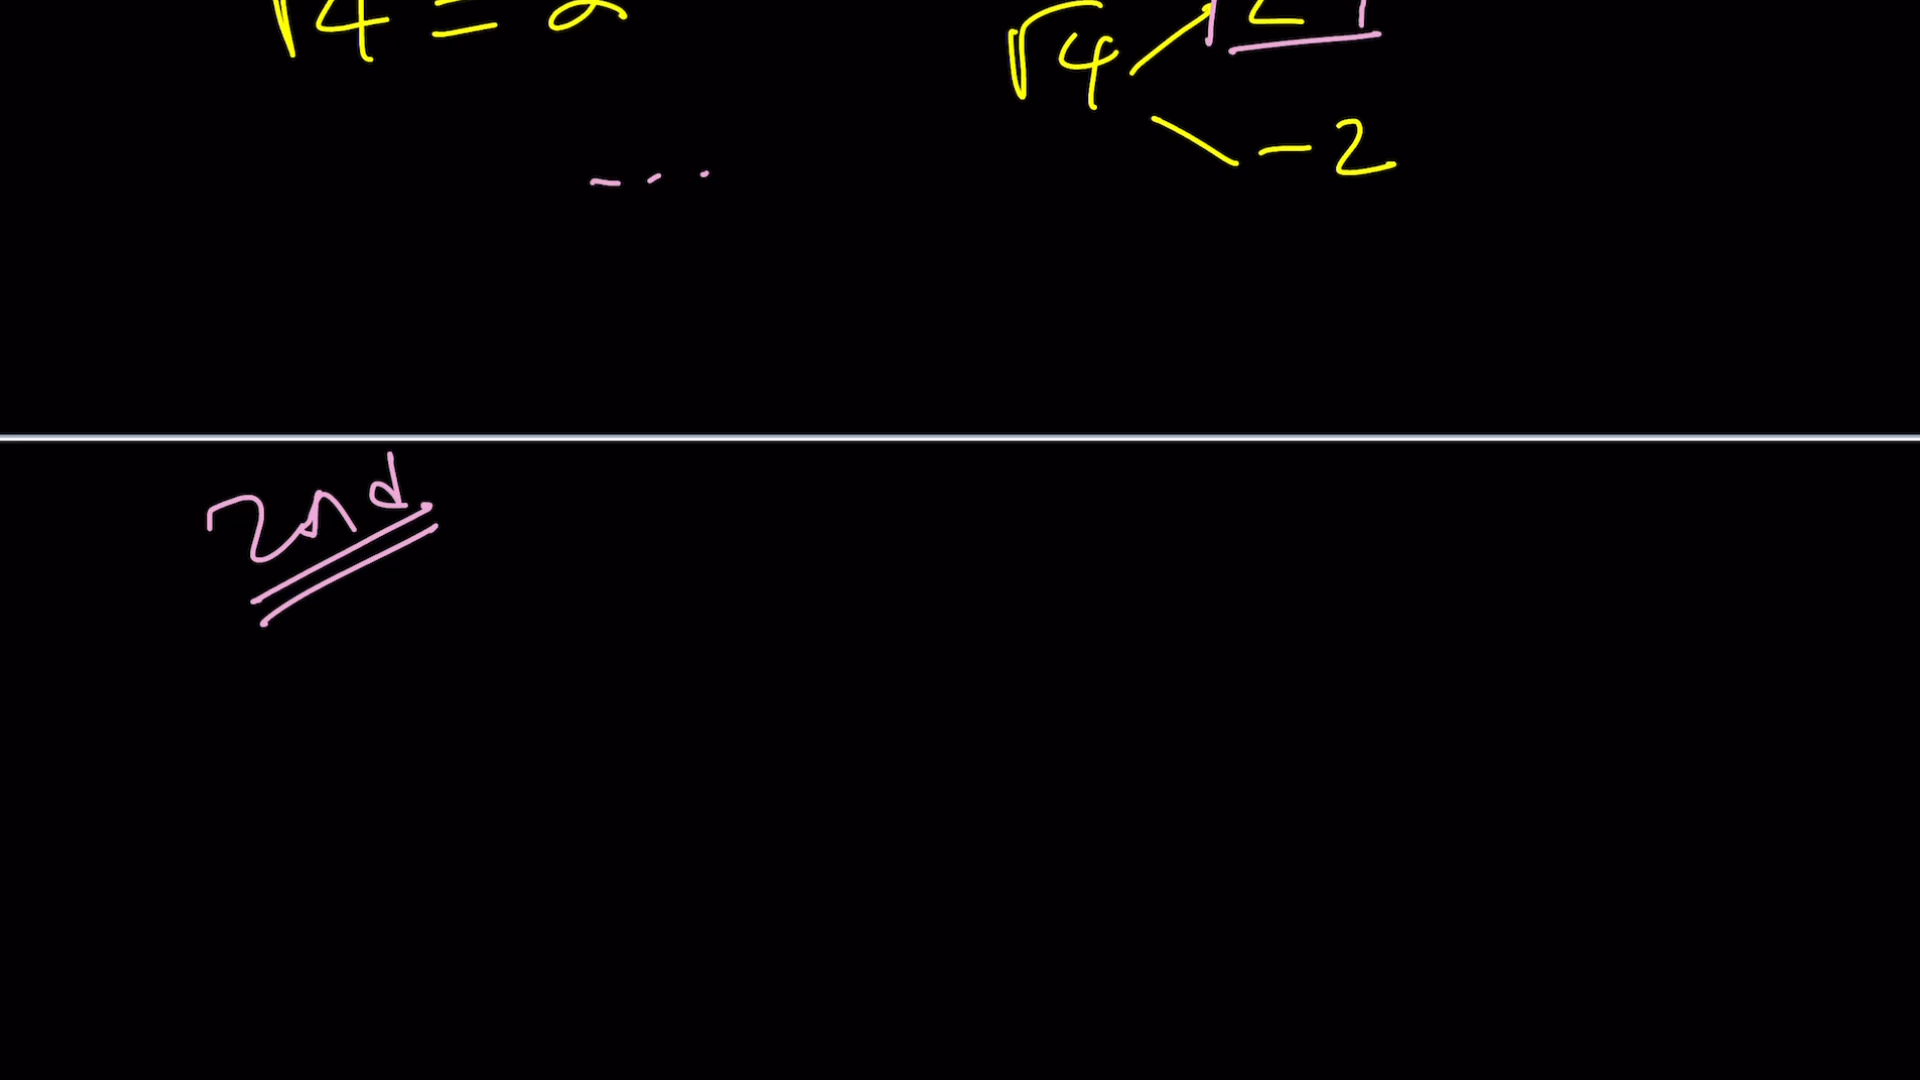 √4 = 2
√4 2
- 2
- . .
2nd.